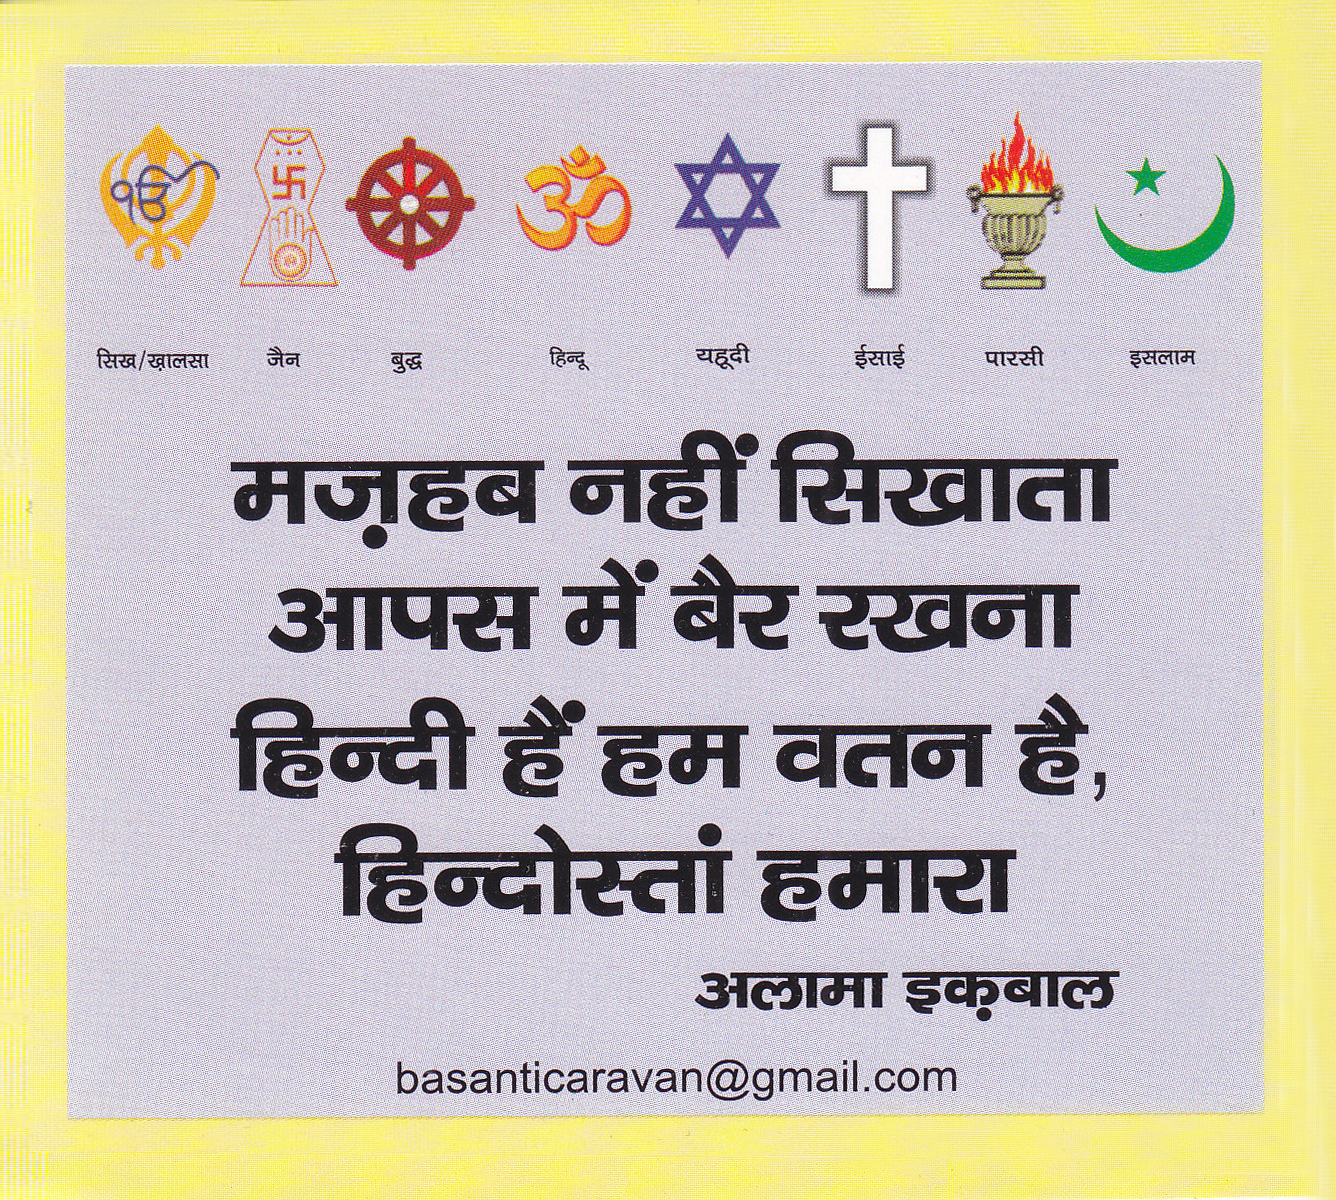 सिख/ख़ालसा जैन बुद्ध हिन्दू यहूदी ईसाई पारसी इसलाम
मज़हब नहीं सिखाता
आपस में बैर रखना
हिन्दी हैं हम वतन है,
हिन्दोस्तां हमारा
अलामा इक़बाल
basanticaravan@gmail.com